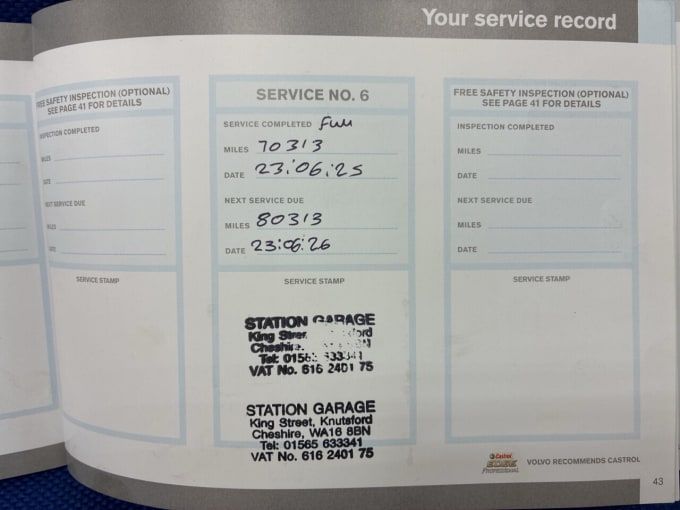 Your service record
FREE SAFETY INSPECTION (OPTIONAL)
SEE PAGE 41 FOR DETAILS
INSPECTION COMPLETED
MILES
DATE
NEXT SERVICE DUE
MILES
DATE
SERVICE STAMP
SERVICE NO. 6
SERVICE COMPLETED Full
MILES 70313
DATE 23:06:25
NEXT SERVICE DUE
MILES 80313
DATE 23:06:26
SERVICE STAMP
STATION GARAGE
King
Cheshire.
Tel:
VAT No. 616 2401 75
STATION GARAGE
King Street, Knutsford
Cheshire, WA16 8BN
Tel: 01565 633341
VAT No. 616 2401 75
FREE SAFETY INSPECTION (OPTIONAL)
SEE PAGE 41 FOR DETAILS
INSPECTION COMPLETED
MILES
DATE
NEXT SERVICE DUE
MILES
DATE
SERVICE STAMP
Castrol
EDGE
PROFESSIONAL
VOLVO RECOMMENDS CASTROL
43